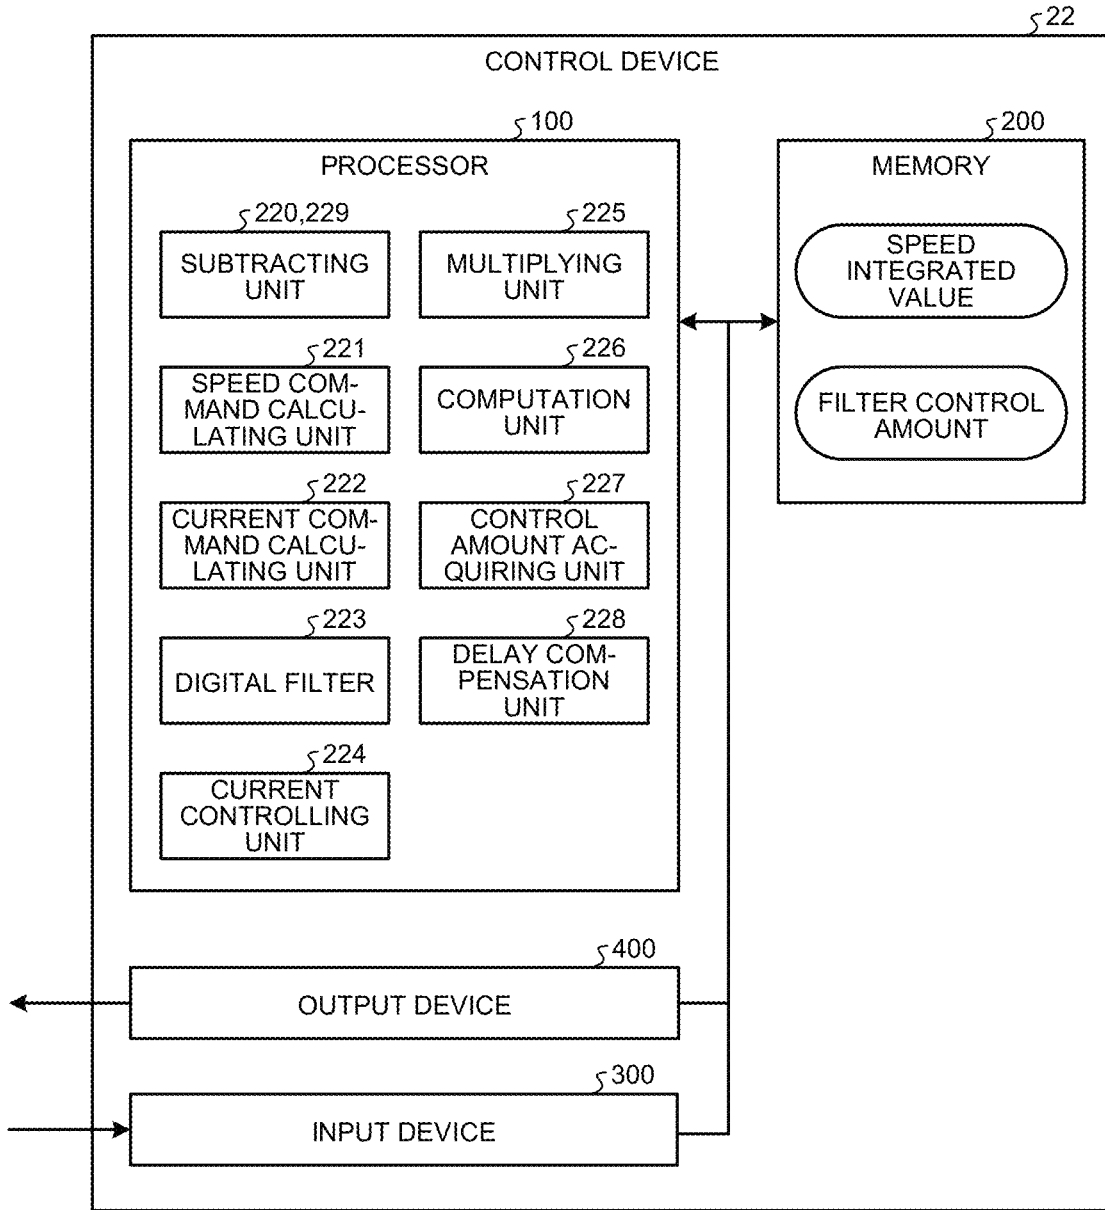 22
CONTROL DEVICE
100
PROCESSOR
220,229
SUBTRACTING
UNIT
225
MULTIPLYING
UNIT
221
SPEED COM-
MAND CALCU-
LATING UNIT
226
COMPUTATION
UNIT
222
CURRENT COM-
MAND CALCU-
LATING UNIT
227
CONTROL
AMOUNT AC-
QUIRING UNIT
223
DIGITAL FILTER
228
DELAY COM-
PENSATION
UNIT
224
CURRENT
CONTROLLING
UNIT
200
MEMORY
SPEED
INTEGRATED
VALUE
FILTER CONTROL
AMOUNT
400
OUTPUT DEVICE
300
INPUT DEVICE